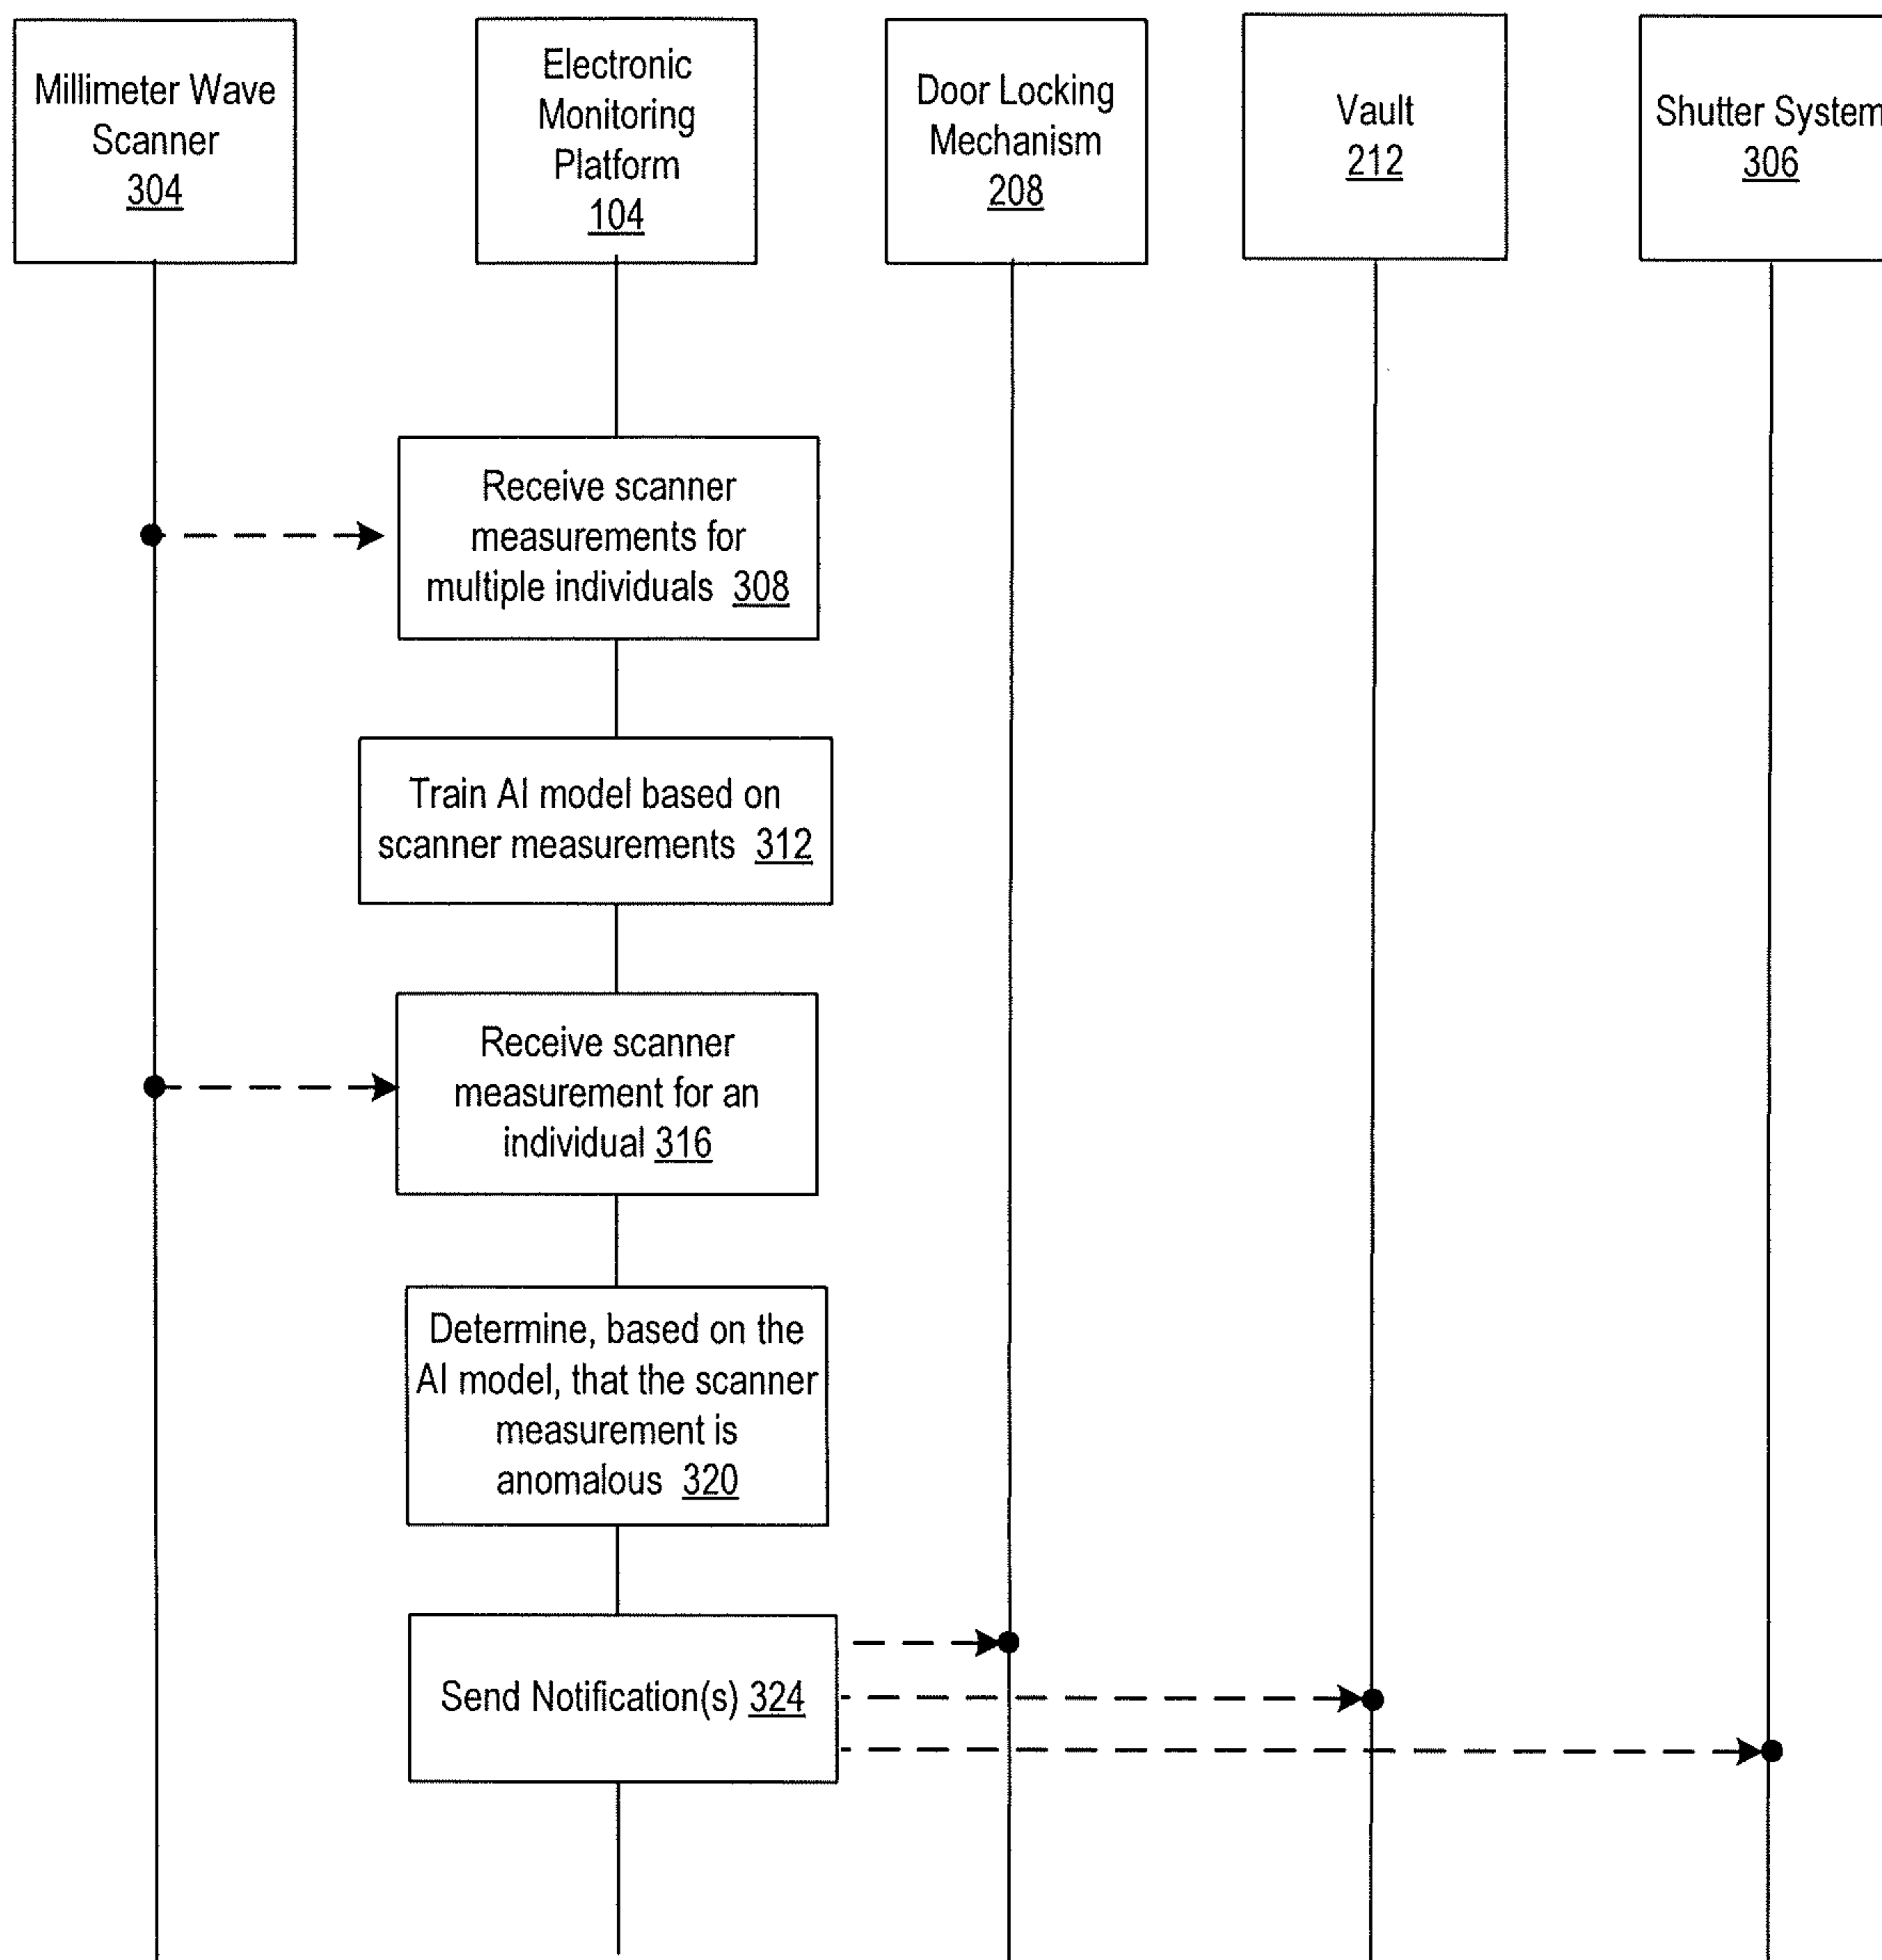 Millimeter Wave
Scanner
304
Electronic
Monitoring
Platform
104
Door Locking
Mechanism
208
Vault
212
Shutter System
306
Receive scanner
measurements for
multiple individuals 308
Train AI model based on
scanner measurements 312
Receive scanner
measurement for an
individual 316
Determine, based on the
AI model, that the scanner
measurement is
anomalous 320
Send Notification(s) 324